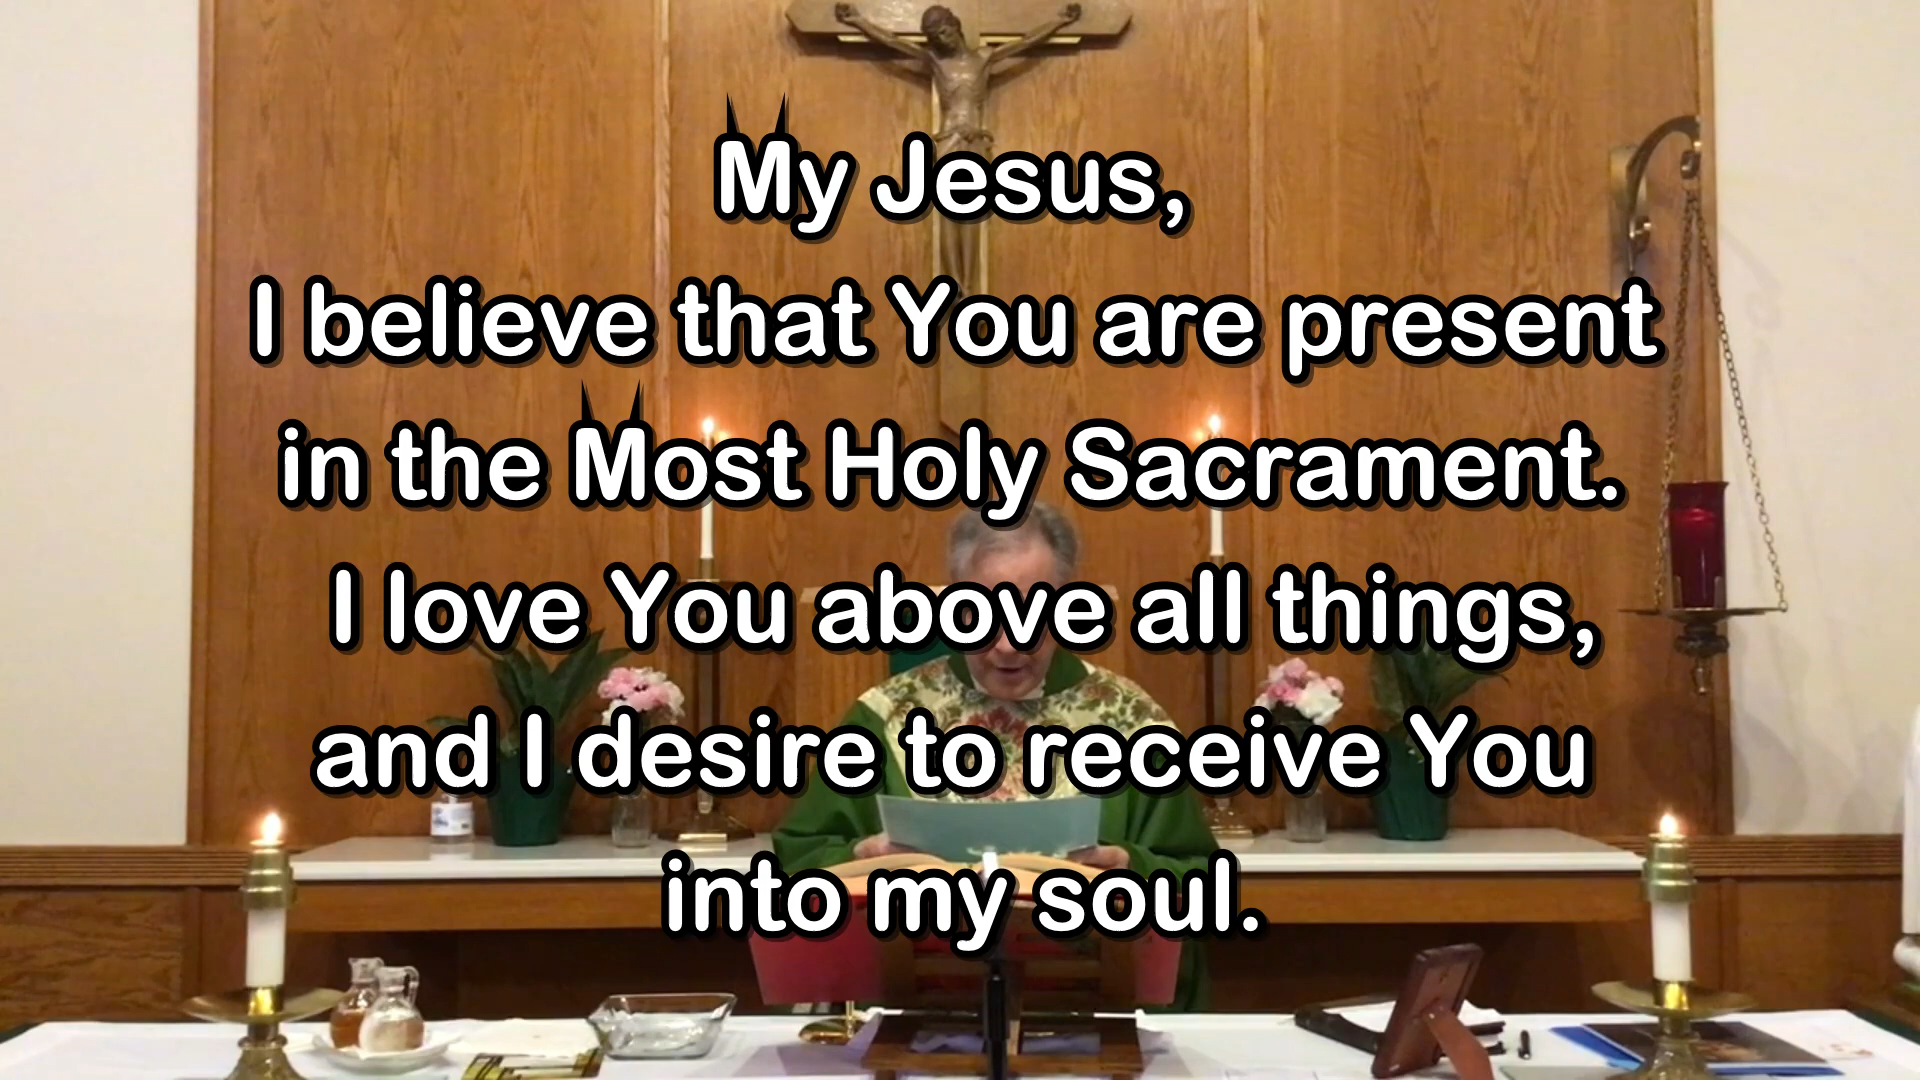 My Jesus,
I believe that You are present
in the Most Holy Sacrament.
I love You above all things,
and I desire to receive You
into my soul.